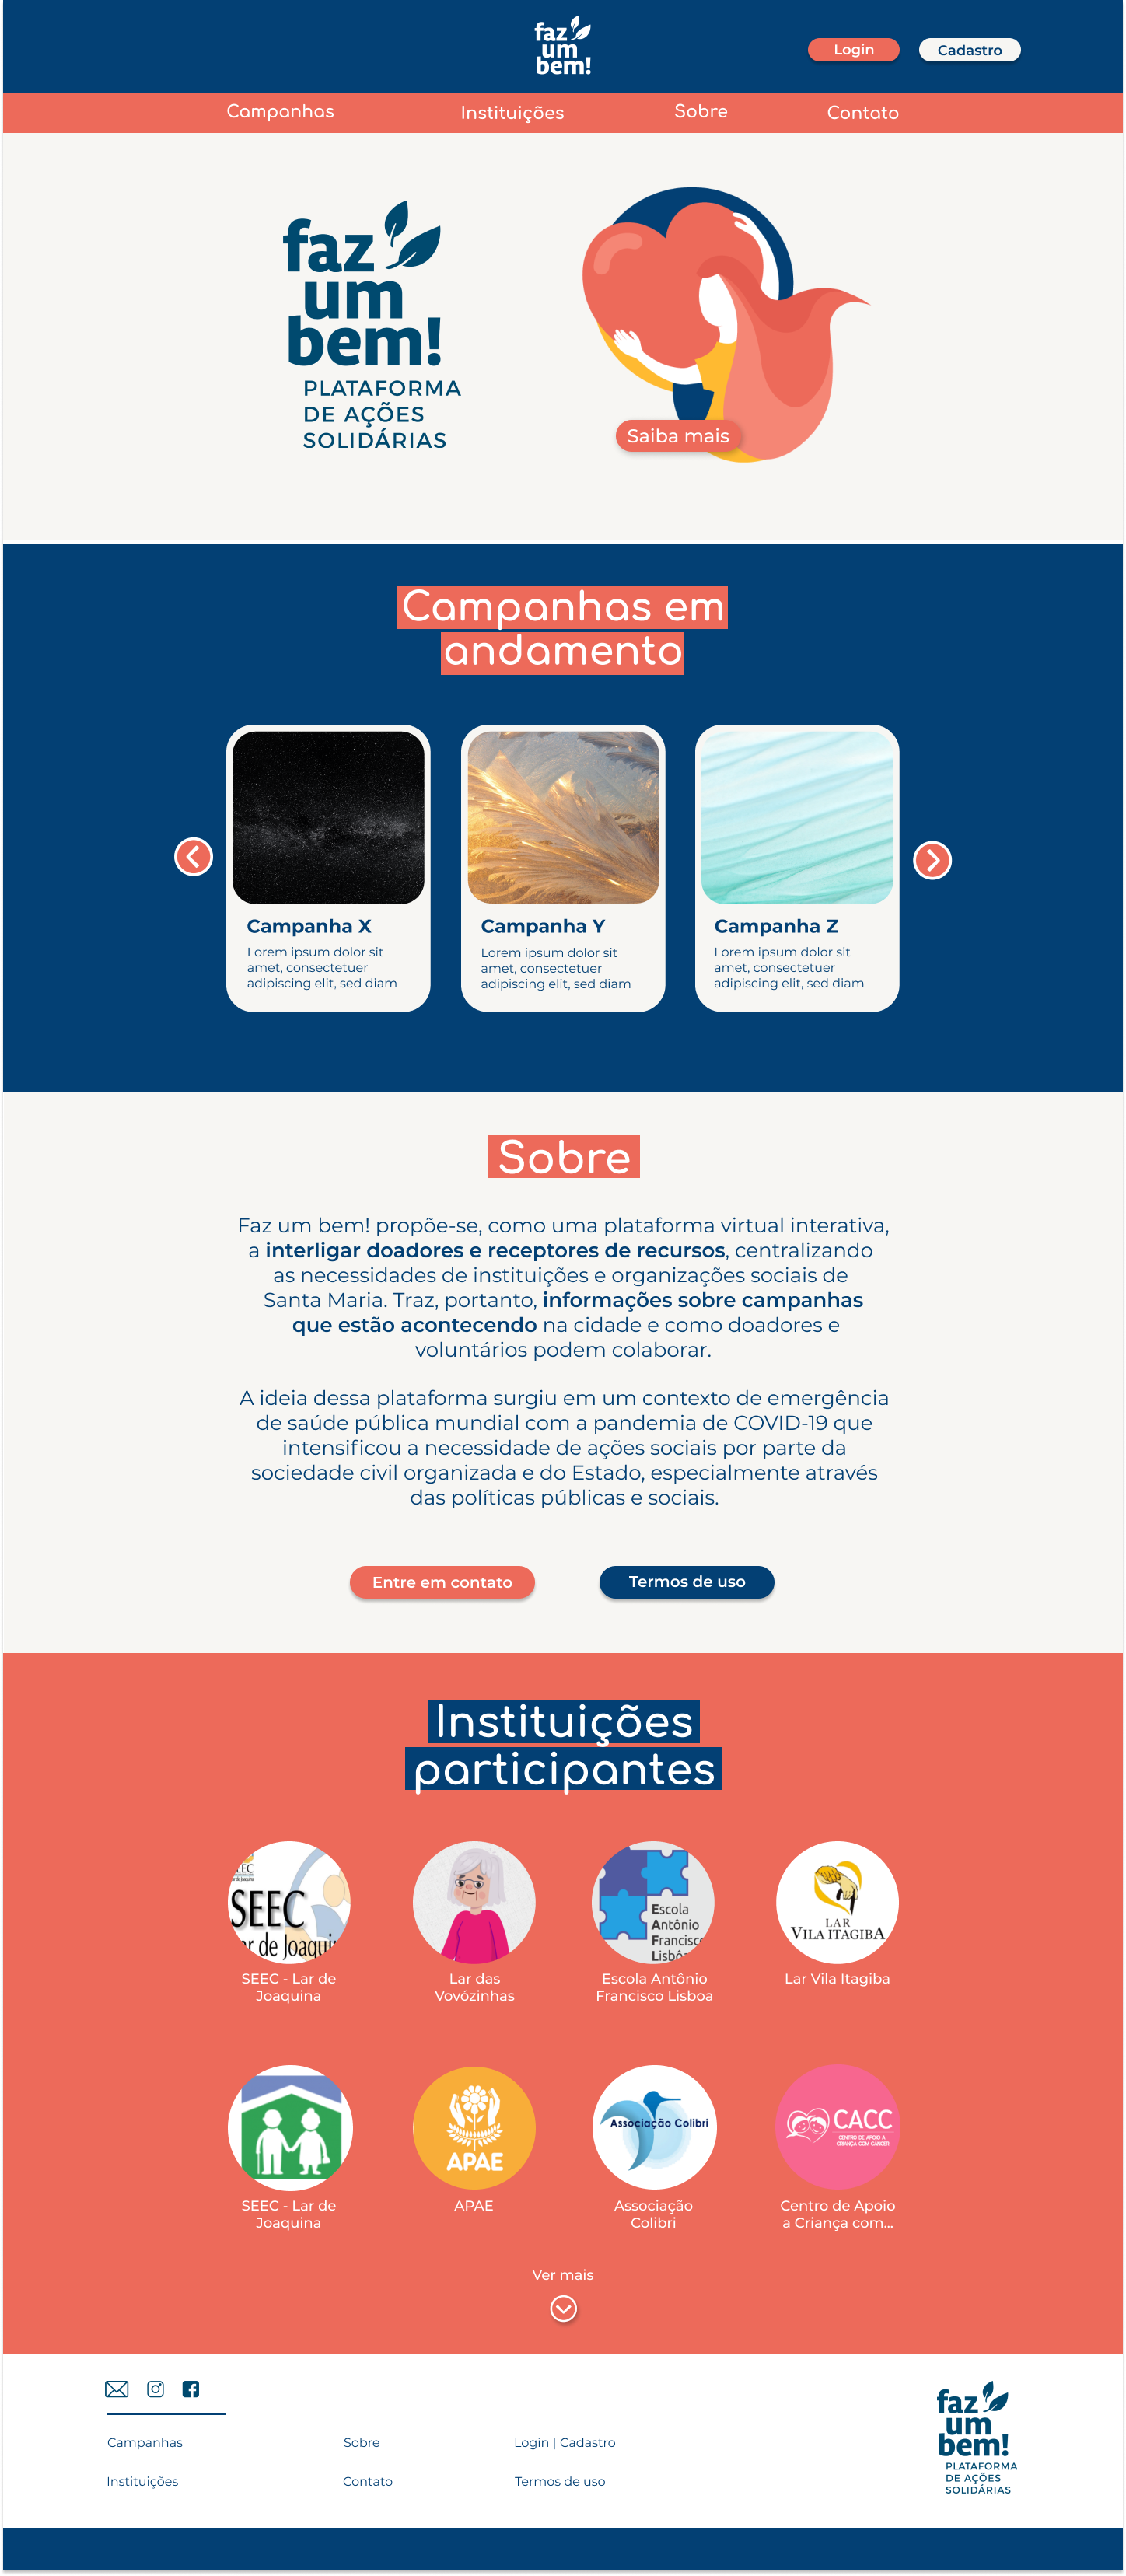 faz
um
bem!
Login
Cadastro
Campanhas
Instituições
Sobre
Contato
faz
um
bem!
PLATAFORMA
DE AÇÕES
SOLIDÁRIAS
Saiba mais
Campanhas em
andamento
Campanha X
Lorem ipsum dolor sit
amet, consectetuer
adipiscing elit, sed diam
Campanha Y
Lorem ipsum dolor sit
amet, consectetuer
adipiscing elit, sed diam
Campanha Z
Lorem ipsum dolor sit
amet, consectetuer
adipiscing elit, sed diam
Sobre
Faz um bem! propõe-se, como uma plataforma virtual interativa,
a interligar doadores e receptores de recursos, centralizando
as necessidades de instituições e organizações sociais de
Santa Maria. Traz, portanto, informações sobre campanhas
que estão acontecendo na cidade e como doadores e
voluntários podem colaborar.
A ideia dessa plataforma surgiu em um contexto de emergência
de saúde pública mundial com a pandemia de COVID-19 que
intensificou a necessidade de ações sociais por parte da
sociedade civil organizada e do Estado, especialmente através
das políticas públicas e sociais.
Entre em contato
Termos de uso
Instituições
participantes
SEEC
de Joaqui
SEEC - Lar de
Joaquina
Lar das
Vovózinhas
Escola
Antônio
Francisco
Lisboa
Escola Antônio
Francisco Lisboa
LAR
VILA ITAGIBA
Lar Vila Itagiba
SEEC - Lar de
Joaquina
APAE
APAE
Associação Colibri
Associação
Colibri
CACC
CENTRO DE APOIO A
CRIANÇA COM CÂNCER
Centro de Apoio
a Criança com...
Ver mais
Campanhas
Sobre
Login | Cadastro
Instituições
Contato
Termos de uso
faz
um
bem!
PLATAFORMA
DE AÇÕES
SOLIDÁRIAS